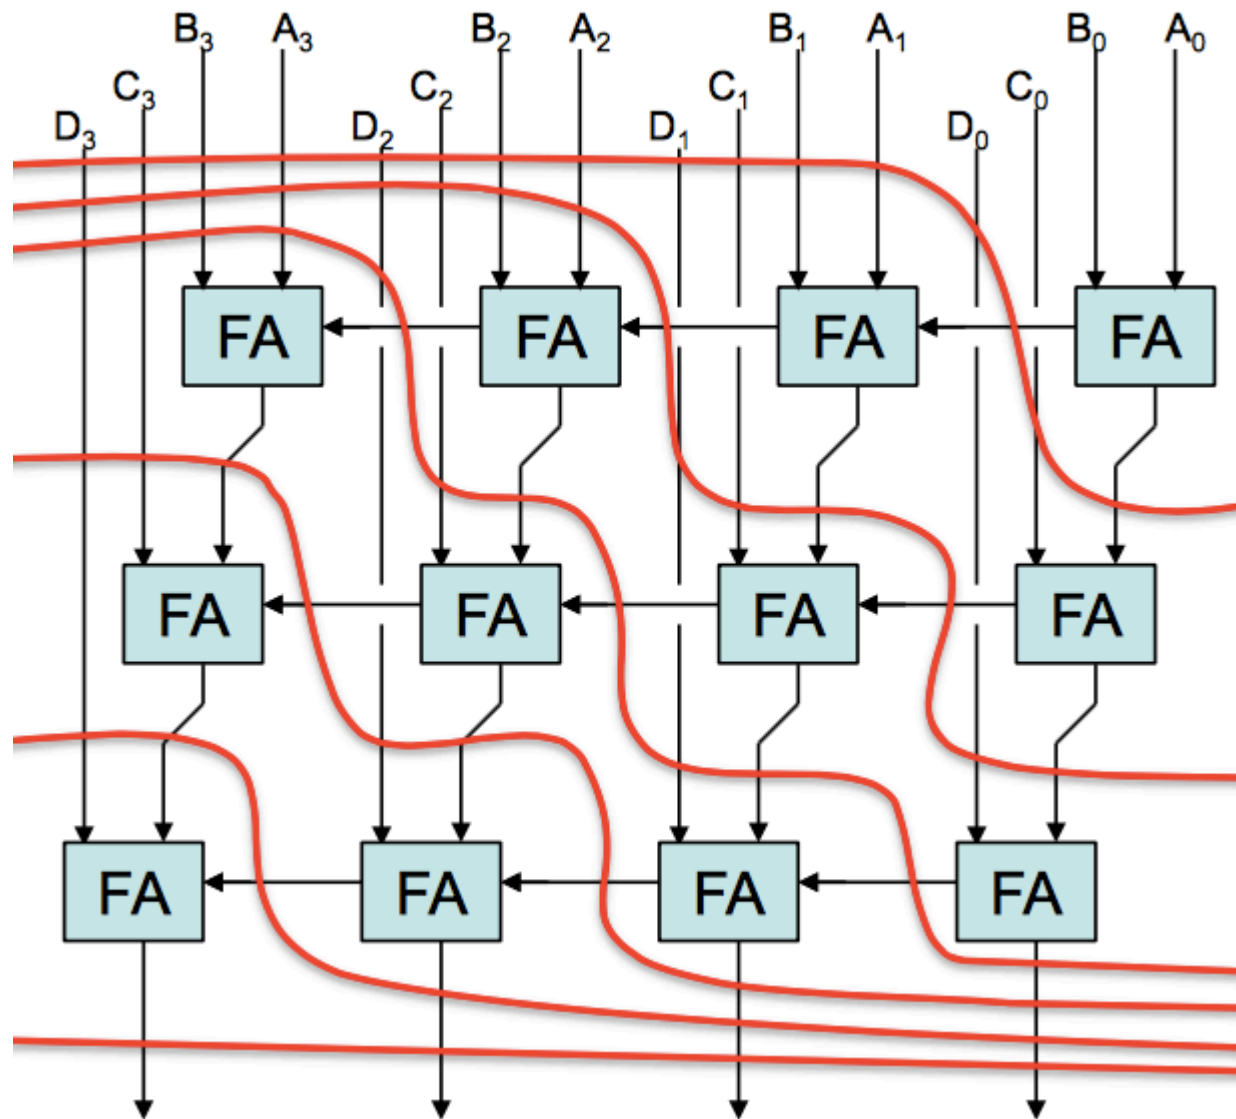 B₃ A₃ B₂ A₂ B₁ A₁ B₀ A₀
C₃ C₂ C₁ C₀
D₃ D₂ D₁ D₀
FA FA FA FA
FA FA FA FA
FA FA FA FA